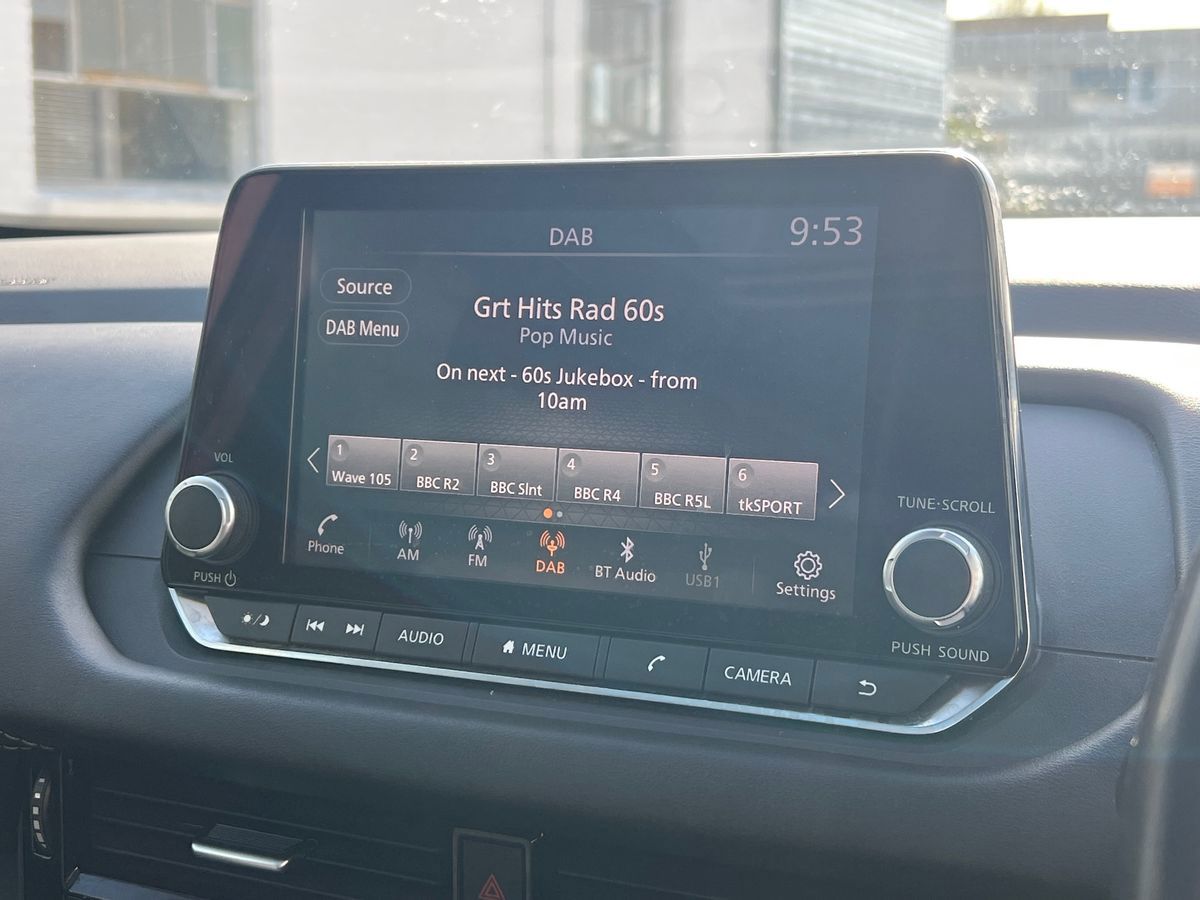 DAB
9:53
Source
DAB Menu
Grt Hits Rad 60s
Pop Music
On next - 60s Jukebox - from
10am
1 2 3 4 5 6
Wave 105 BBC R2 BBC Slnt BBC R4 BBC R5L tkSPORT
Phone AM FM DAB BT Audio USB1 Settings
VOL
PUSH
TUNE·SCROLL
PUSH SOUND
AUDIO MENU CAMERA